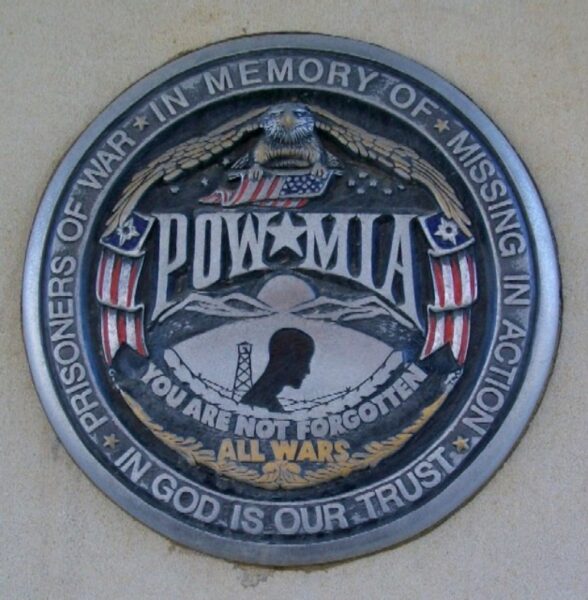 IN MEMORY OF
MISSING IN ACTION
IN GOD IS OUR TRUST
PRISONERS OF WAR
POW★MIA
YOU ARE NOT FORGOTTEN
ALL WARS